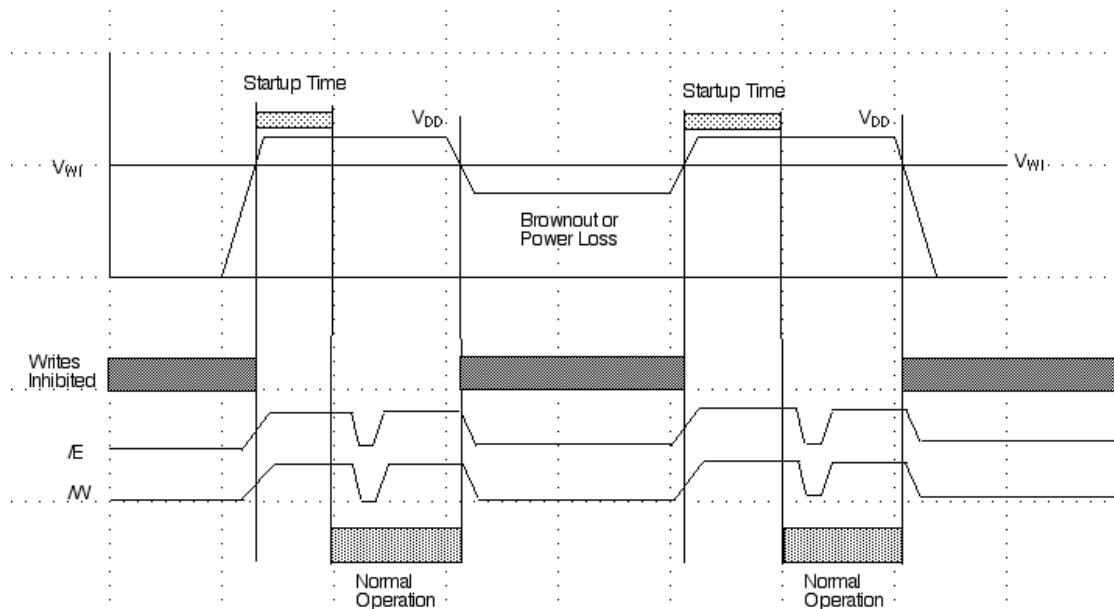 Startup Time
Startup Time
VDD
VDD
VWI
VWI
Brownout or
Power Loss
Writes
Inhibited
/E
/W
Normal
Operation
Normal
Operation